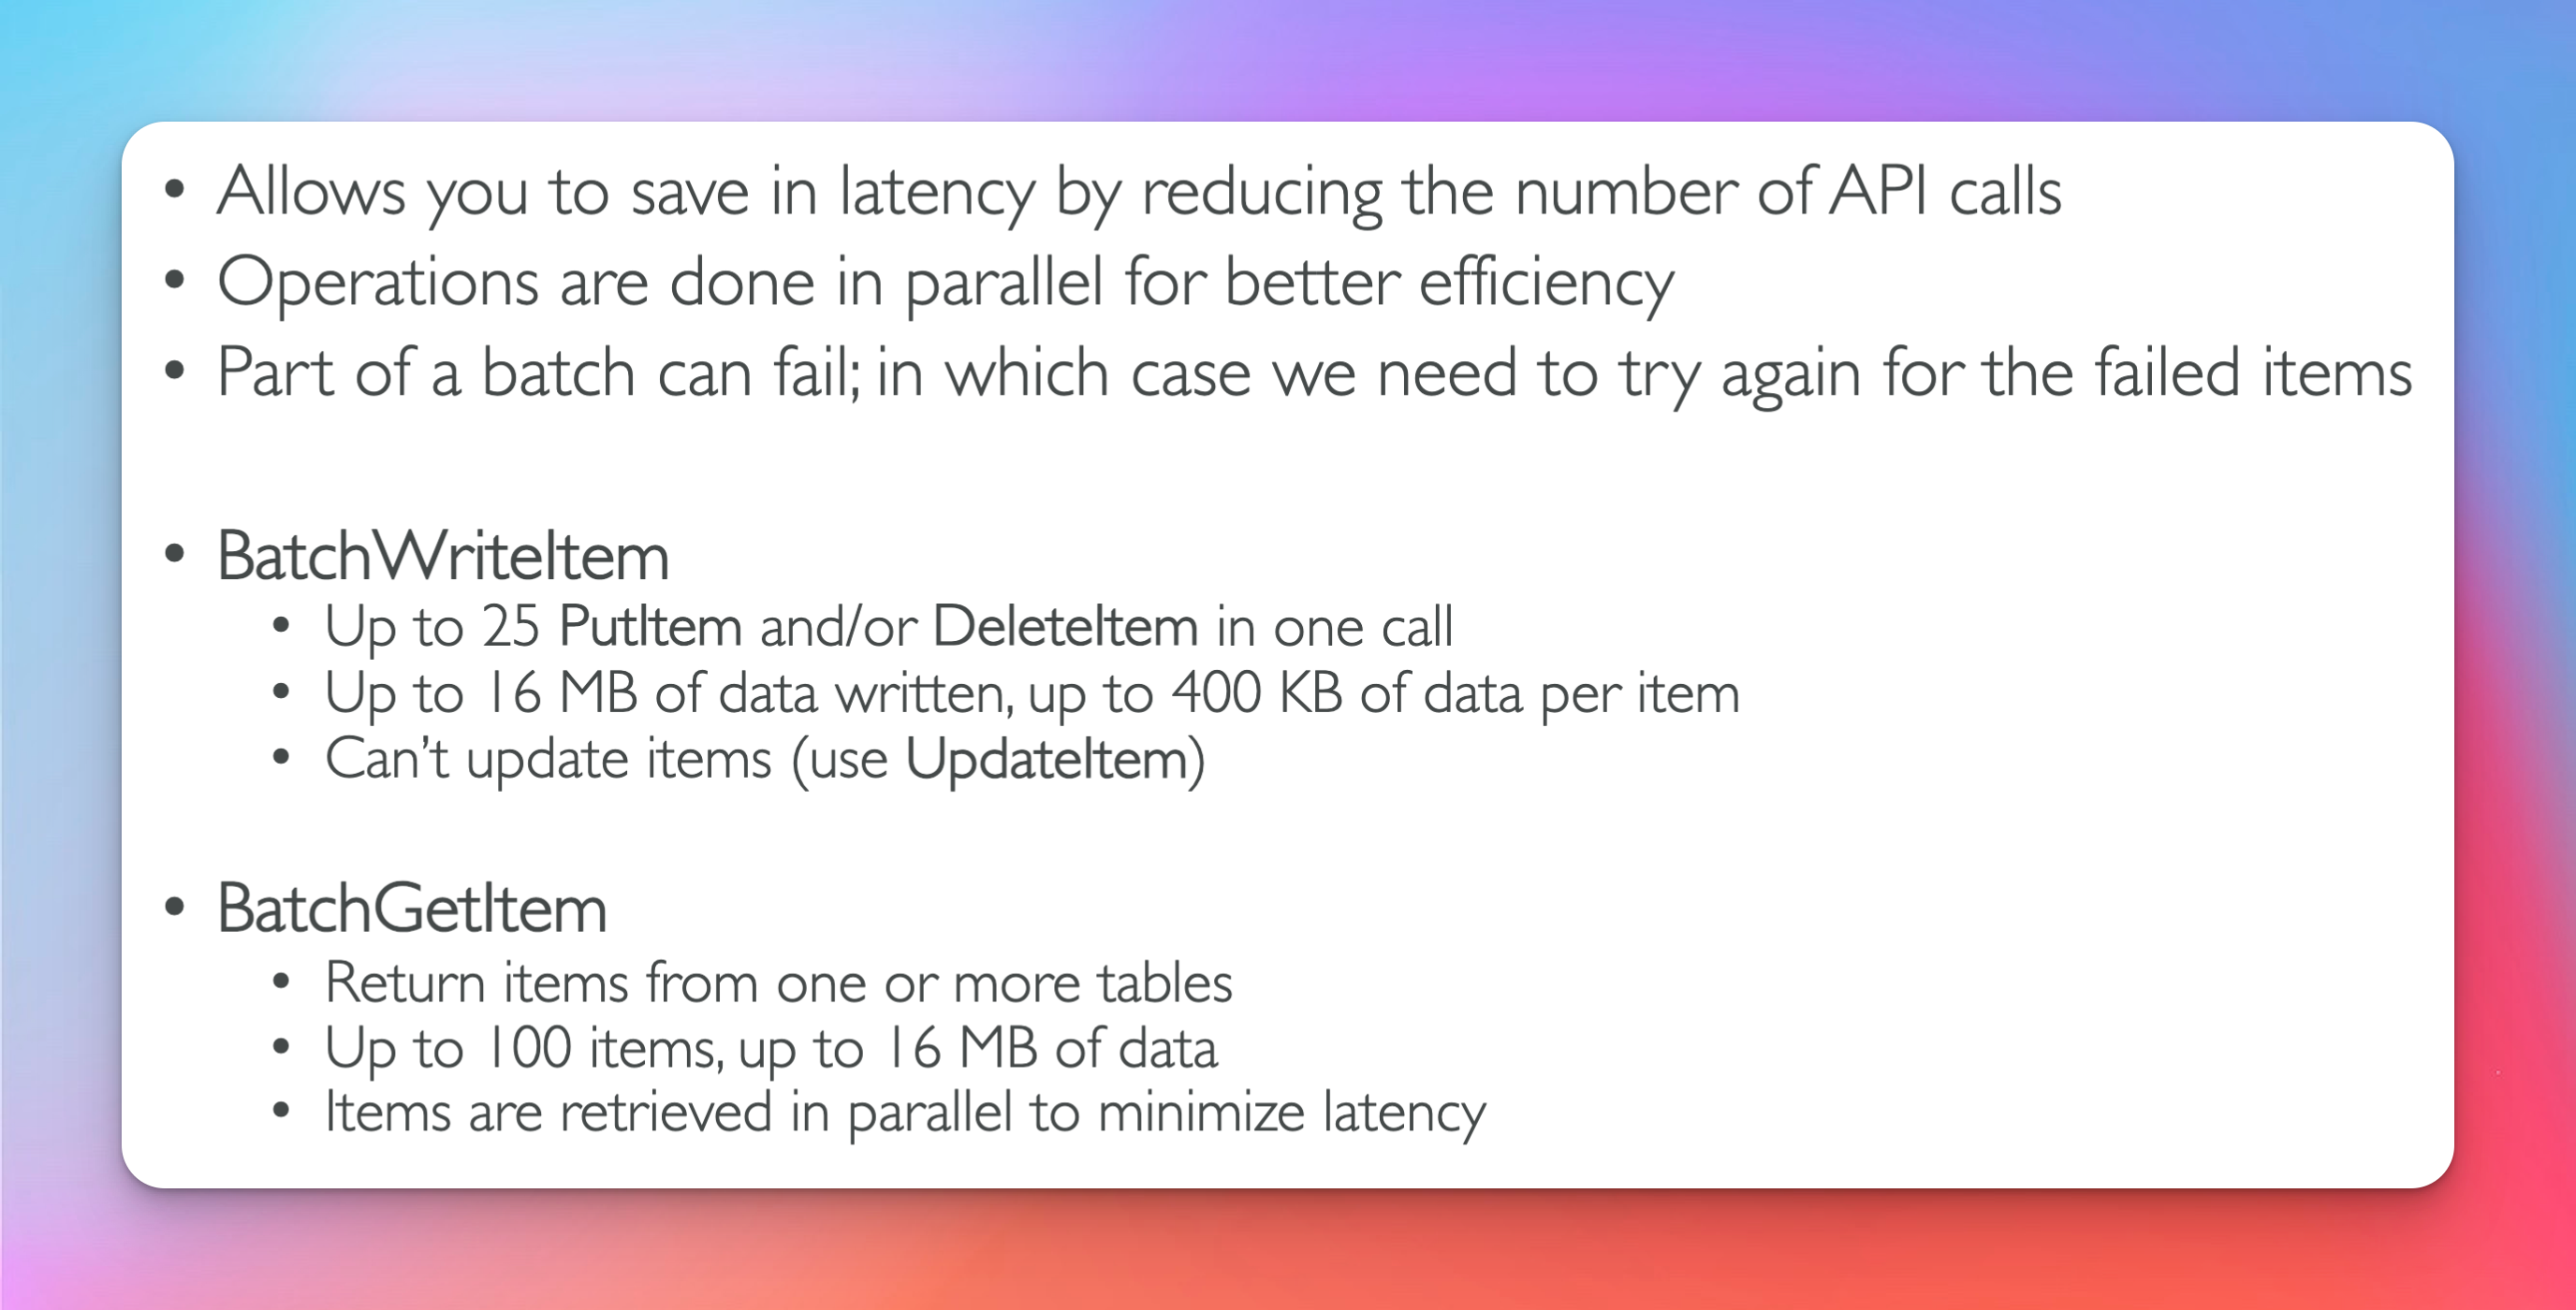 • Allows you to save in latency by reducing the number of API calls
• Operations are done in parallel for better efficiency
• Part of a batch can fail; in which case we need to try again for the failed items
• BatchWriteItem
• Up to 25 PutItem and/or DeleteItem in one call
• Up to 16 MB of data written, up to 400 KB of data per item
• Can’t update items (use UpdateItem)
• BatchGetItem
• Return items from one or more tables
• Up to 100 items, up to 16 MB of data
• Items are retrieved in parallel to minimize latency